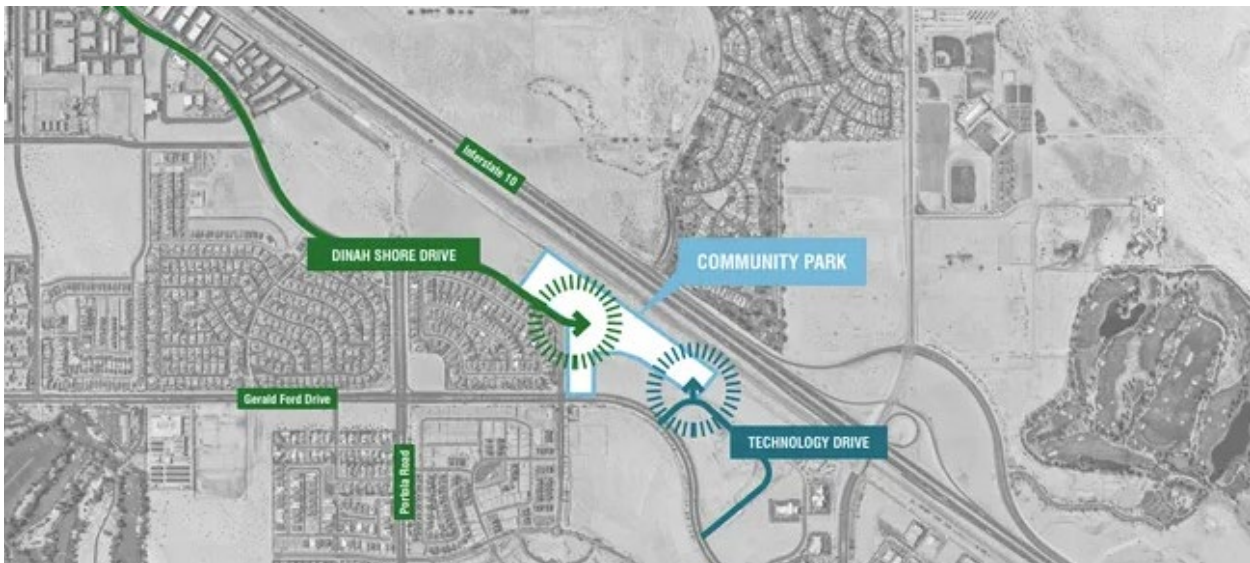 Interstate 10
DINAH SHORE DRIVE
COMMUNITY PARK
Gerald Ford Drive
Portola Road
TECHNOLOGY DRIVE